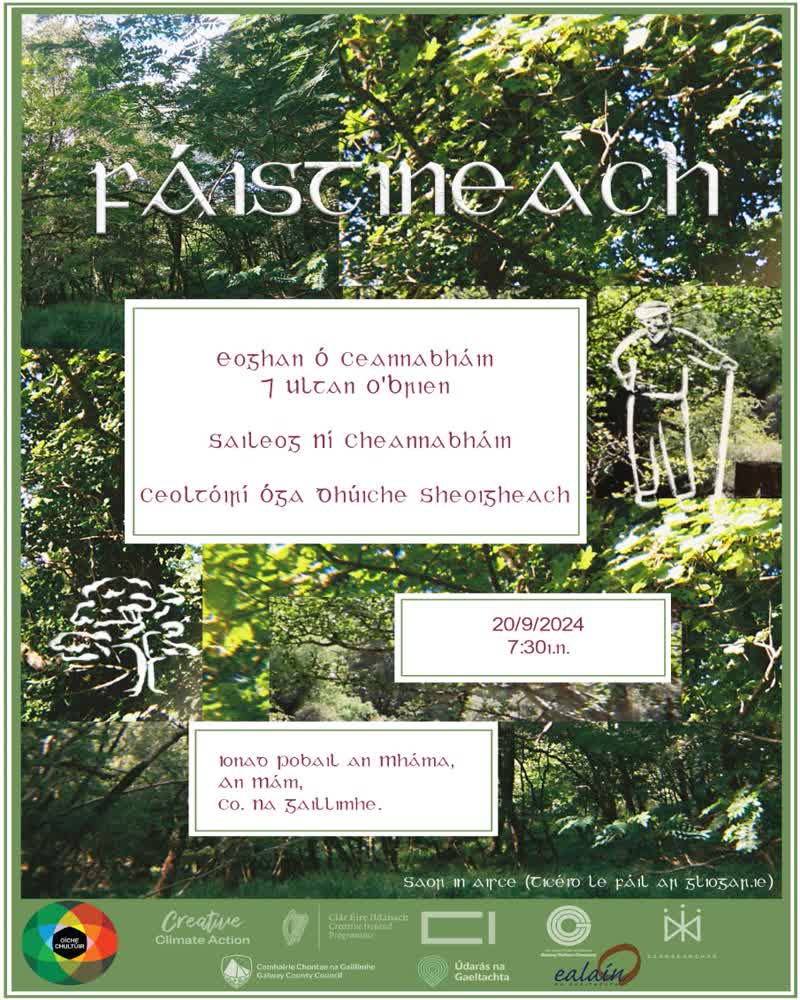 Fáistineach
Eoghan Ó Ceannabháin
⁊ Ultan O'Brien
Saileog Ní Cheannabháin
Ceoltóirí Óga Dhúiche Sheoigheach
20/9/2024
7:30i.n.
Ionad Pobail an Mháma,
An Mám,
Co. na Gaillimhe.
Saor in aisce (Ticéid le fáil ar gliogar.ie)
OÍCHE
CHULTÚIR
Creative
Climate Action
Clár Éire Ildánach
Creative Ireland
Programme
Comhairle Chontae na Gaillimhe
Galway County Council
Údarás na
Gaeltachta
ealaín